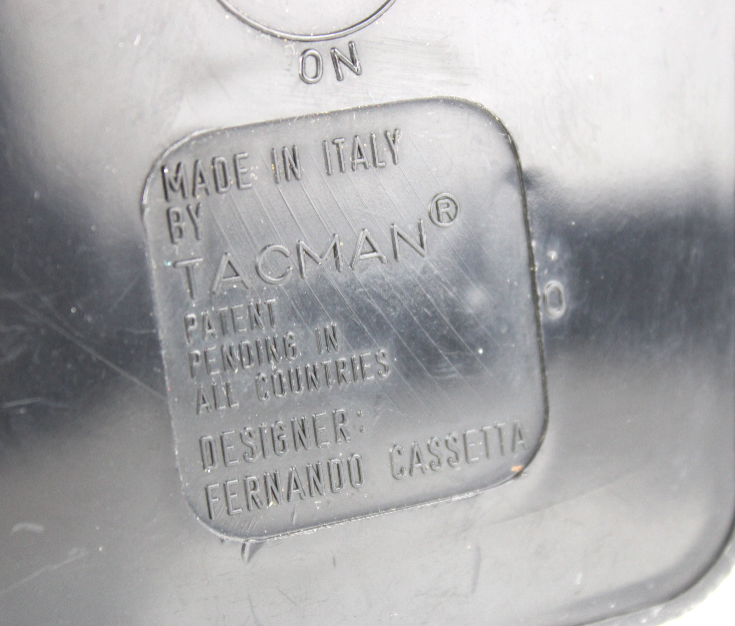 ON
MADE IN ITALY
BY
TACMAN®
PATENT
PENDING IN
ALL COUNTRIES
DESIGNER:
FERNANDO CASSETTA